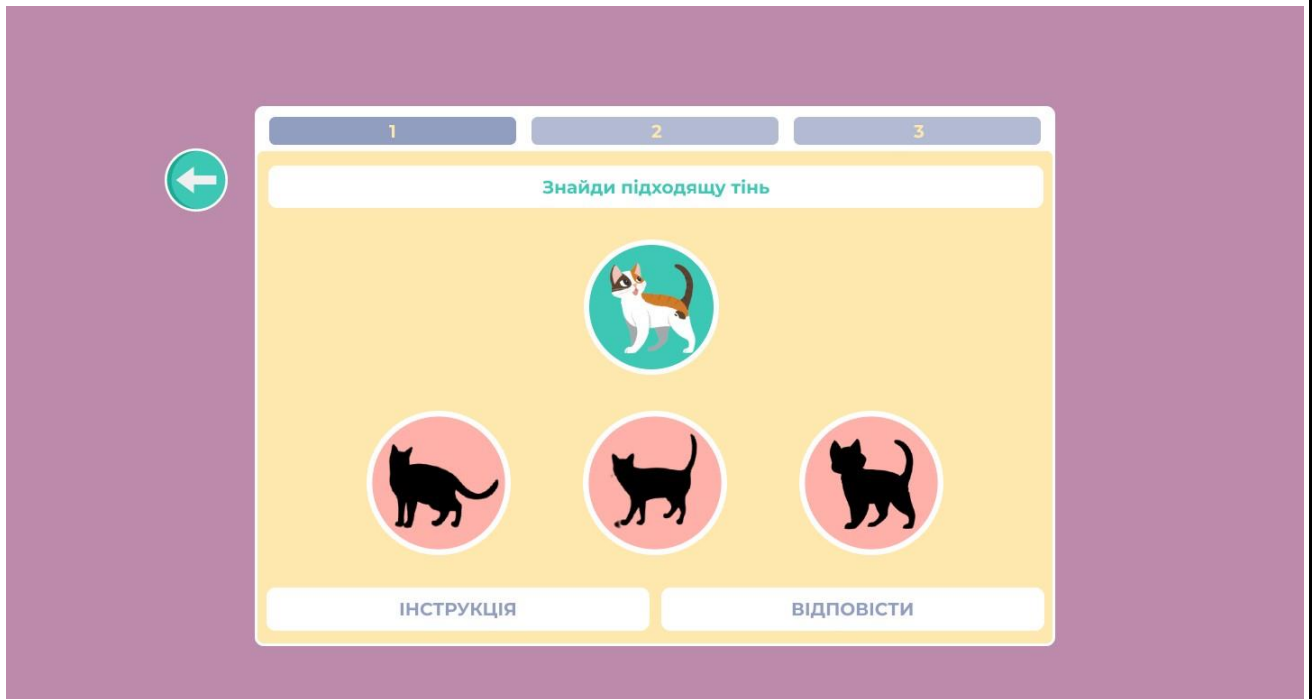 1
2
3
Знайди підходящу тінь
ІНСТРУКЦІЯ
ВІДПОВІСТИ